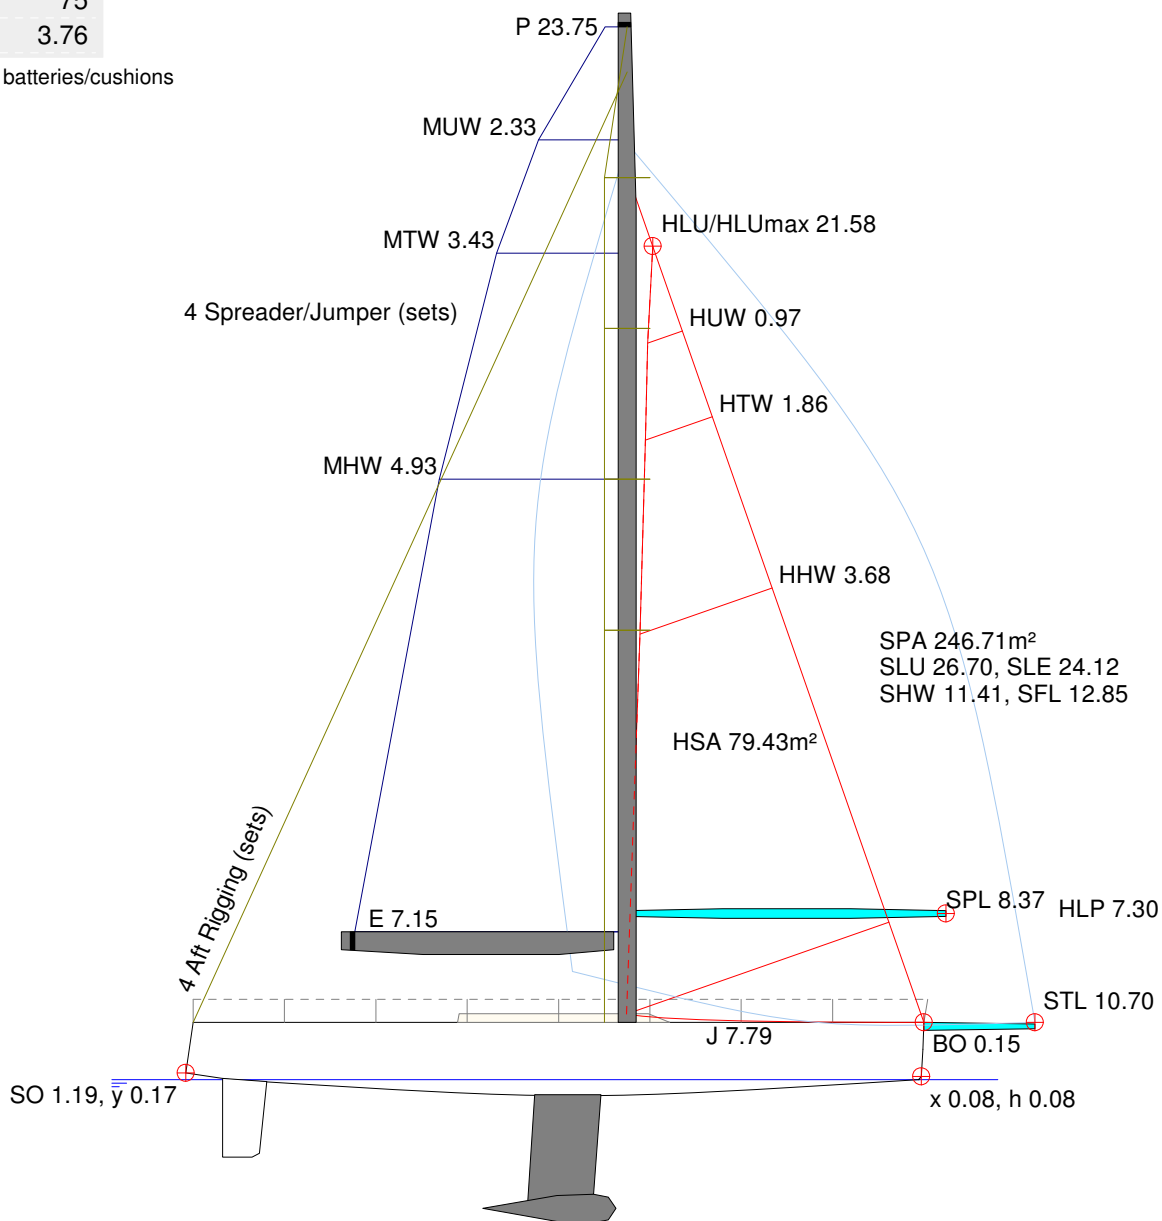 75
3.76
batteries/cushions
P 23.75
MUW 2.33
HLU/HLUmax 21.58
MTW 3.43
4 Spreader/Jumper (sets)
HUW 0.97
HTW 1.86
MHW 4.93
HHW 3.68
SPA 246.71m²
SLU 26.70, SLE 24.12
SHW 11.41, SFL 12.85
HSA 79.43m²
4 Aft Rigging (sets)
E 7.15
SPL 8.37
HLP 7.30
STL 10.70
J 7.79
BO 0.15
SO 1.19, y 0.17
x 0.08, h 0.08